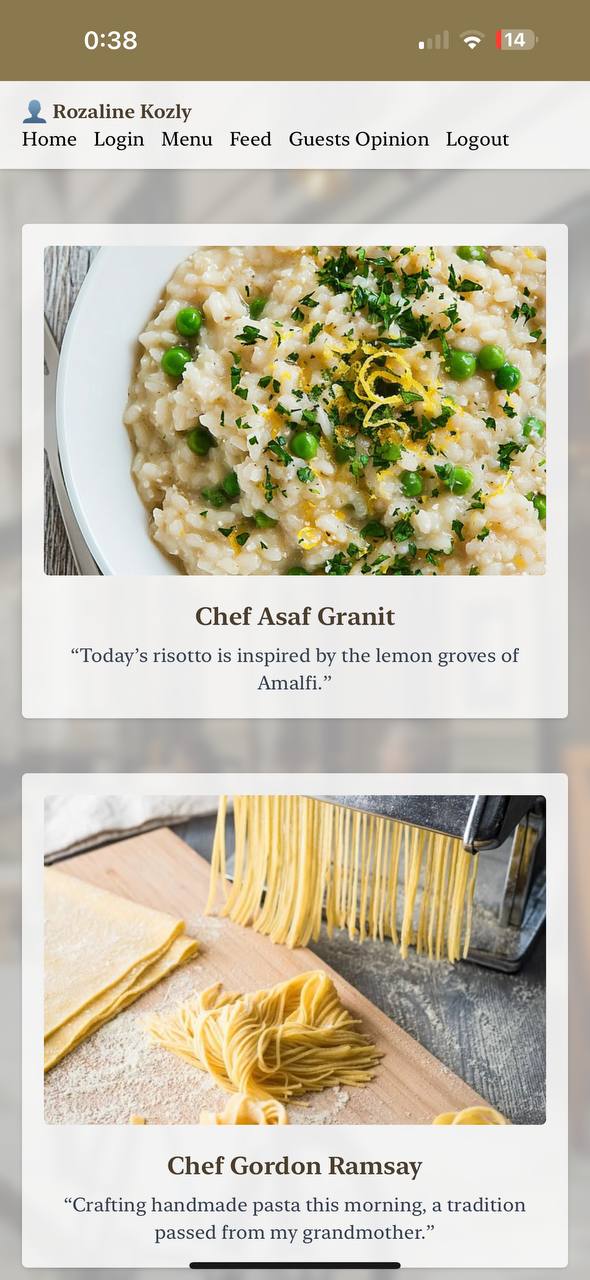 0:38
14
Rozaline Kozly
Home Login Menu Feed Guests Opinion Logout
Chef Asaf Granit
“Today’s risotto is inspired by the lemon groves of
Amalfi.”
Chef Gordon Ramsay
“Crafting handmade pasta this morning, a tradition
passed from my grandmother.”